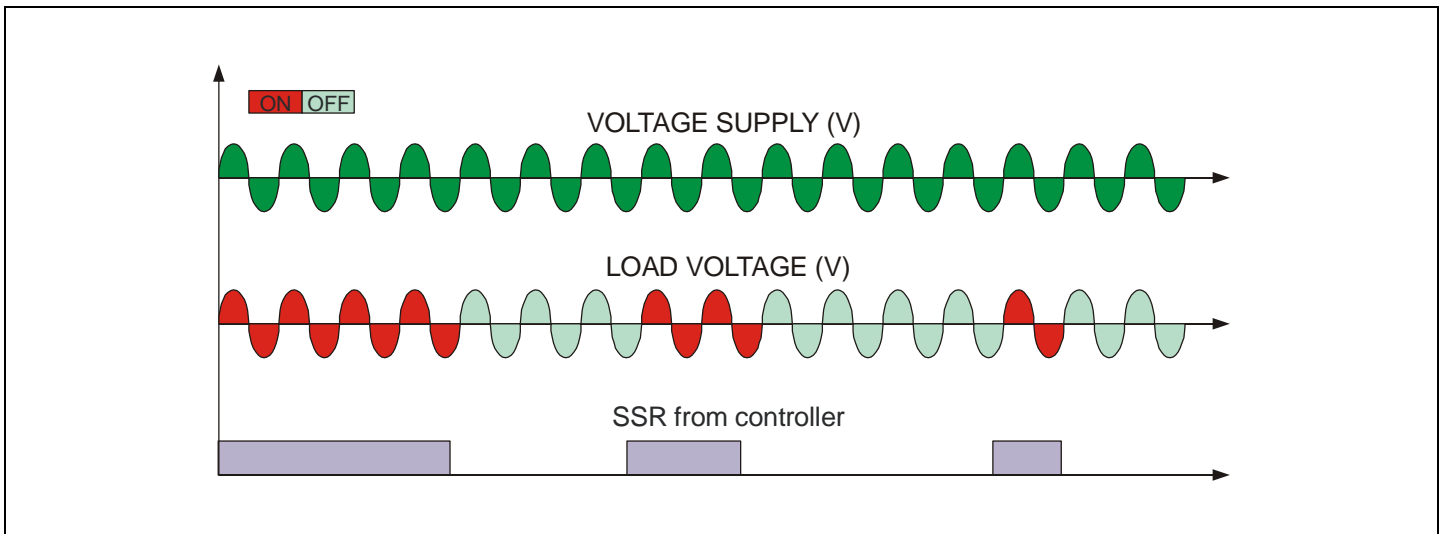 ON OFF
VOLTAGE SUPPLY (V)
LOAD VOLTAGE (V)
SSR from controller